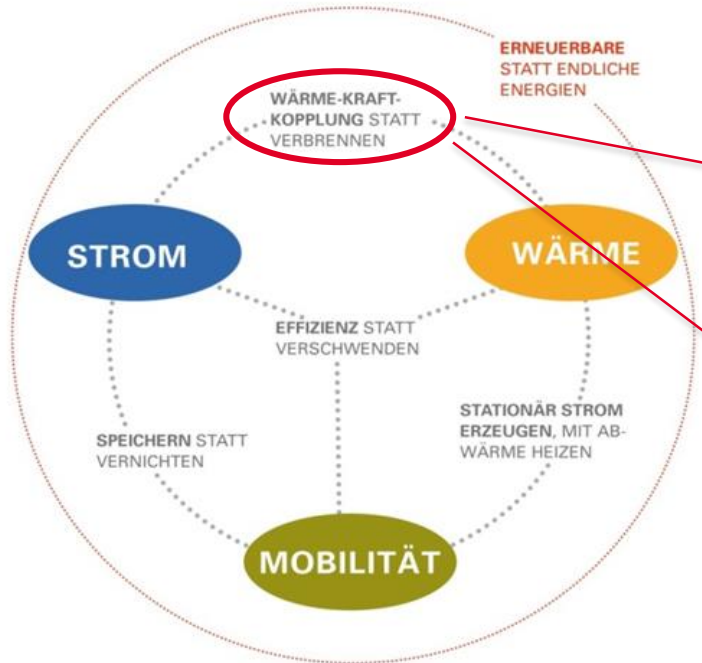 ERNEUERBARE
STATT ENDLICHE
ENERGIEN
WÄRME-KRAFT-
KOPPLUNG STATT
VERBRENNEN
STROM
WÄRME
EFFIZIENZ STATT
VERSCHWENDEN
STATIONÄR STROM
ERZEUGEN, MIT AB-
WÄRME HEIZEN
SPEICHERN STATT
VERNICHTEN
MOBILITÄT